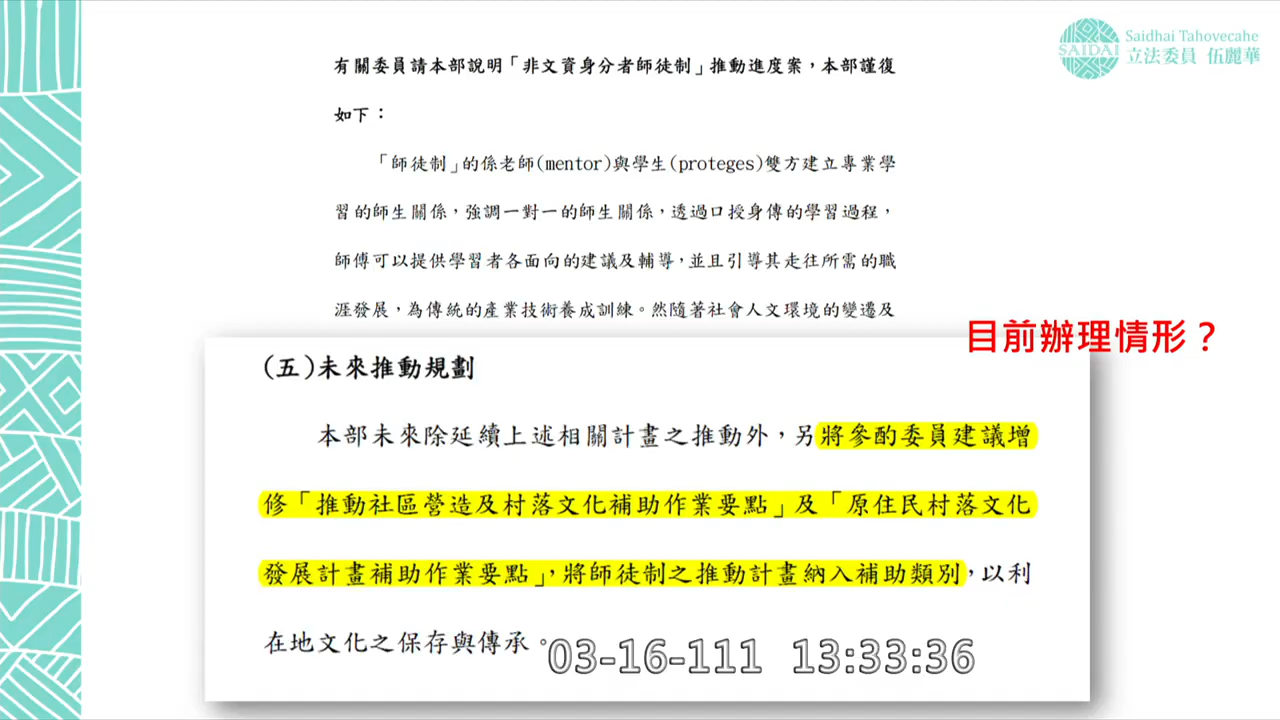 SAIDAI
Saidhai Tahovecahe
立法委員 伍麗華
有關委員請本部說明「非文資身分者師徒制」推動進度案，本部謹復
如下：
「師徒制」的係老師(mentor)與學生(proteges)雙方建立專業學
習的師生關係，強調一對一的師生關係，透過口授身傳的學習過程，
師傅可以提供學習者各面向的建議及輔導，並且引導其走往所需的職
涯發展，為傳統的產業技術養成訓練。然隨著社會人文環境的變遷及
目前辦理情形？
(五)未來推動規劃
本部未來除延續上述相關計畫之推動外，另將參酌委員建議增
修「推動社區營造及村落文化補助作業要點」及「原住民村落文化
發展計畫補助作業要點」，將師徒制之推動計畫納入補助類別，以利
在地文化之保存與傳承。
03-16-111 13:33:36